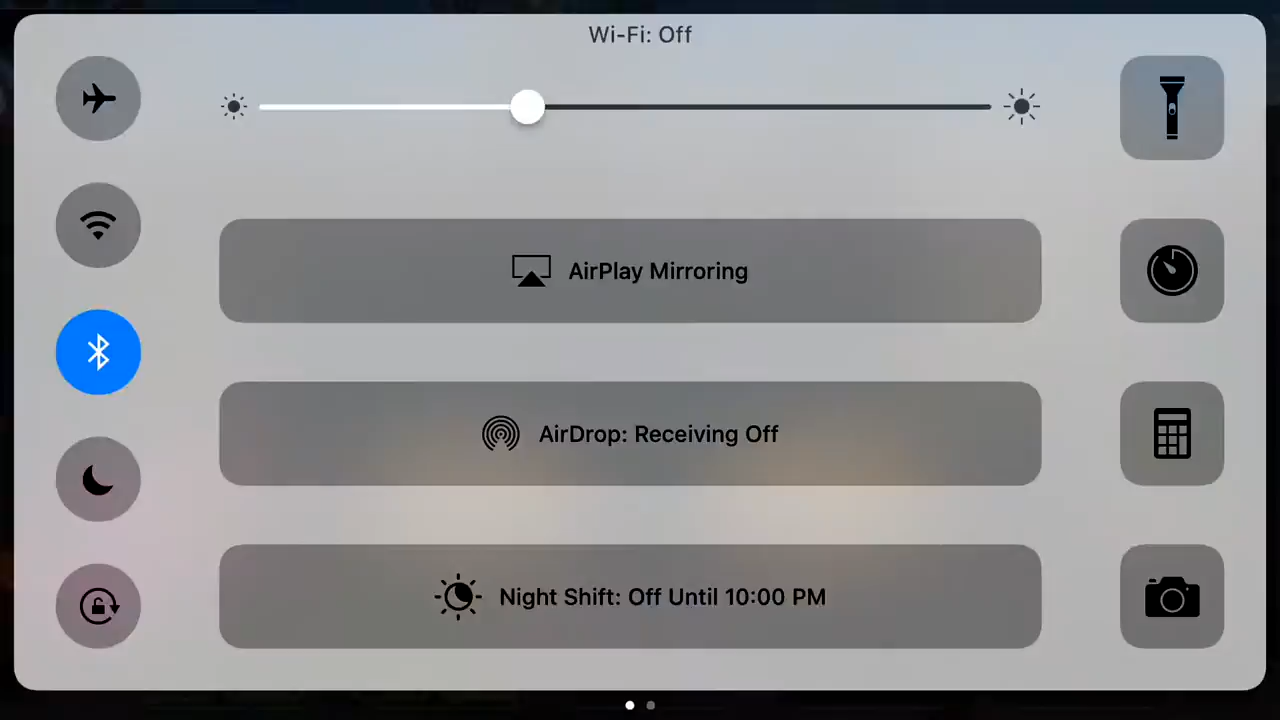 Wi-Fi: Off
AirPlay Mirroring
AirDrop: Receiving Off
Night Shift: Off Until 10:00 PM